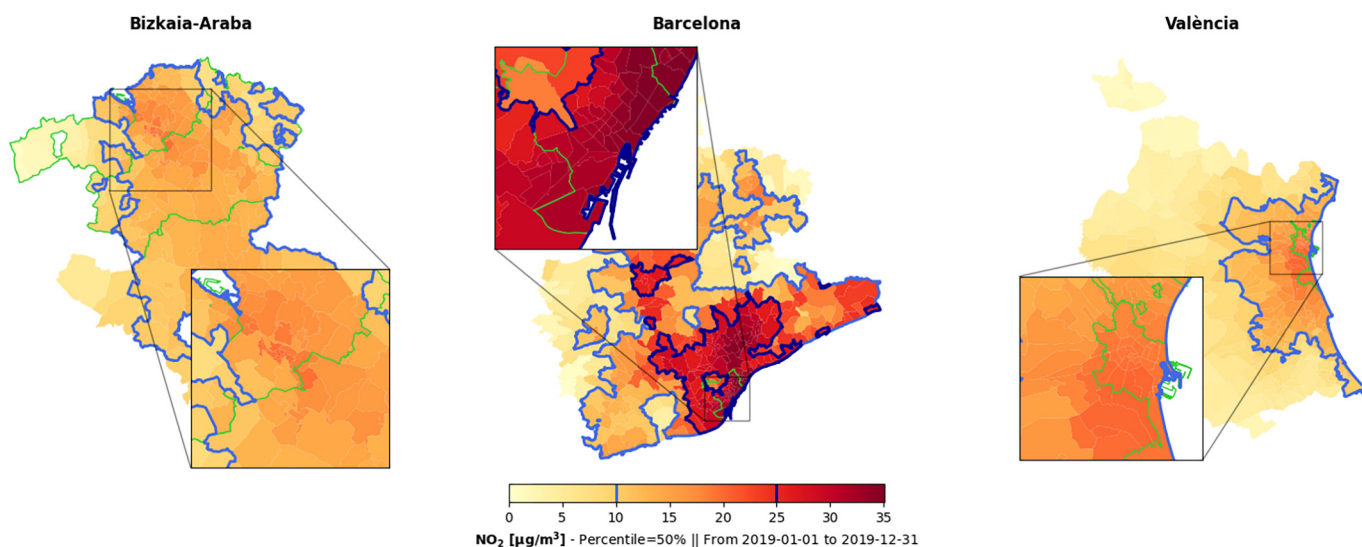 Bizkaia-Araba
Barcelona
València
0 5 10 15 20 25 30 35
NO₂ [µg/m³] - Percentile=50% || From 2019-01-01 to 2019-12-31